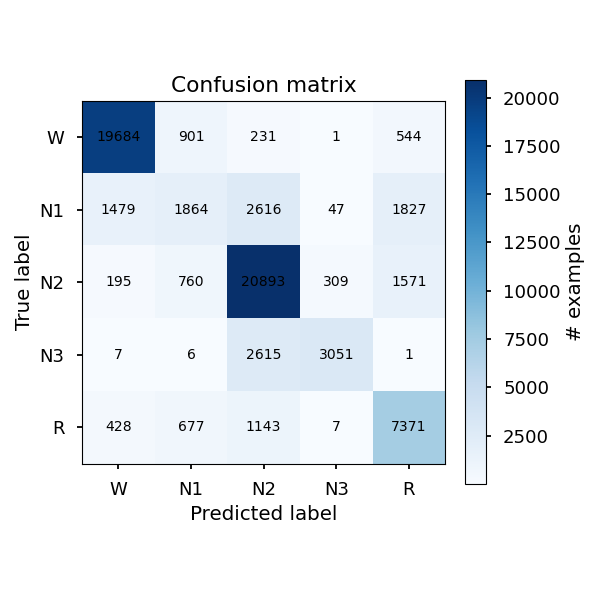 Confusion matrix
W 19684 901 231 1 544
N1 1479 1864 2616 47 1827
N2 195 760 20893 309 1571
N3 7 6 2615 3051 1
R 428 677 1143 7 7371
W N1 N2 N3 R
Predicted label
True label
20000
17500
15000
12500
10000
7500
5000
2500
# examples